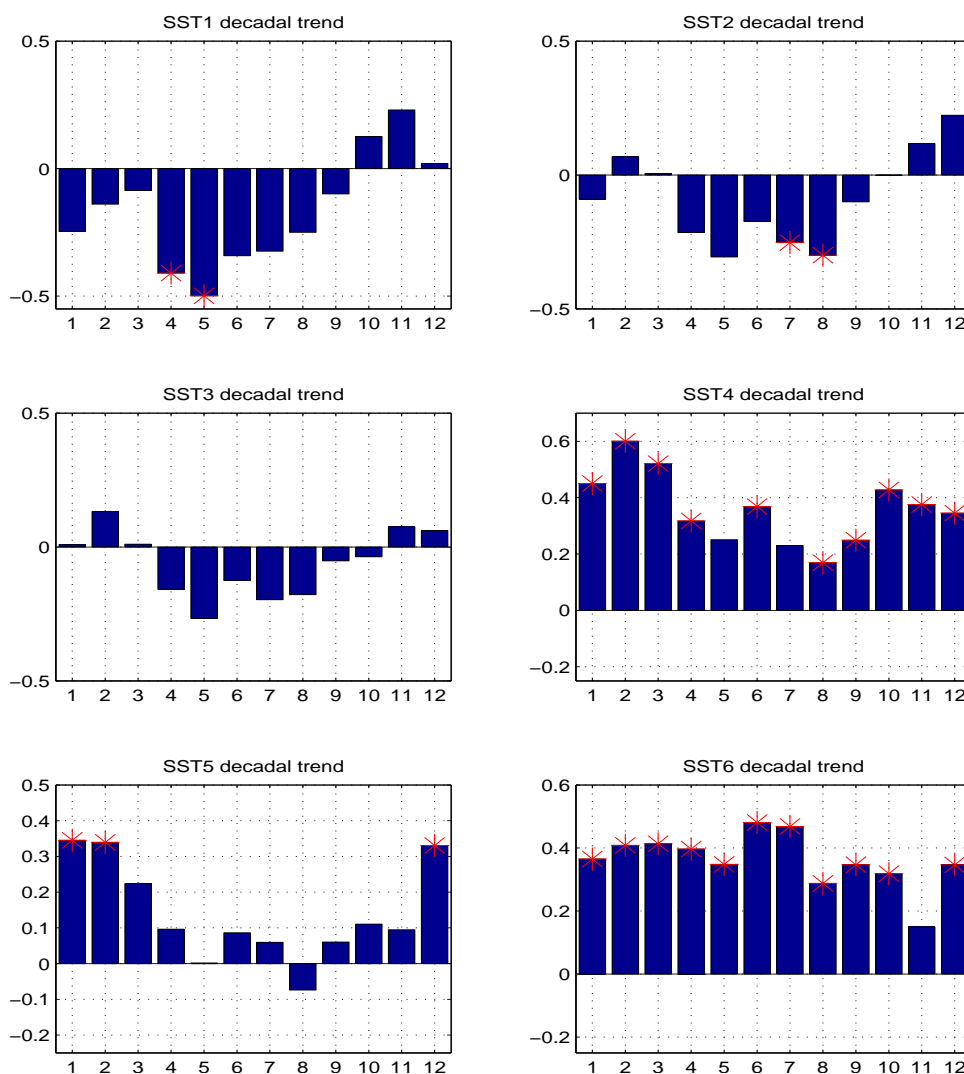 SST1 decadal trend
0.5
0
−0.5
1 2 3 4 5 6 7 8 9 10 11 12
SST2 decadal trend
0.5
0
−0.5
1 2 3 4 5 6 7 8 9 10 11 12
SST3 decadal trend
0.5
0
−0.5
1 2 3 4 5 6 7 8 9 10 11 12
SST4 decadal trend
0.6
0.4
0.2
0
−0.2
1 2 3 4 5 6 7 8 9 10 11 12
SST5 decadal trend
0.5
0.4
0.3
0.2
0.1
0
−0.1
−0.2
1 2 3 4 5 6 7 8 9 10 11 12
SST6 decadal trend
0.6
0.4
0.2
0
−0.2
1 2 3 4 5 6 7 8 9 10 11 12